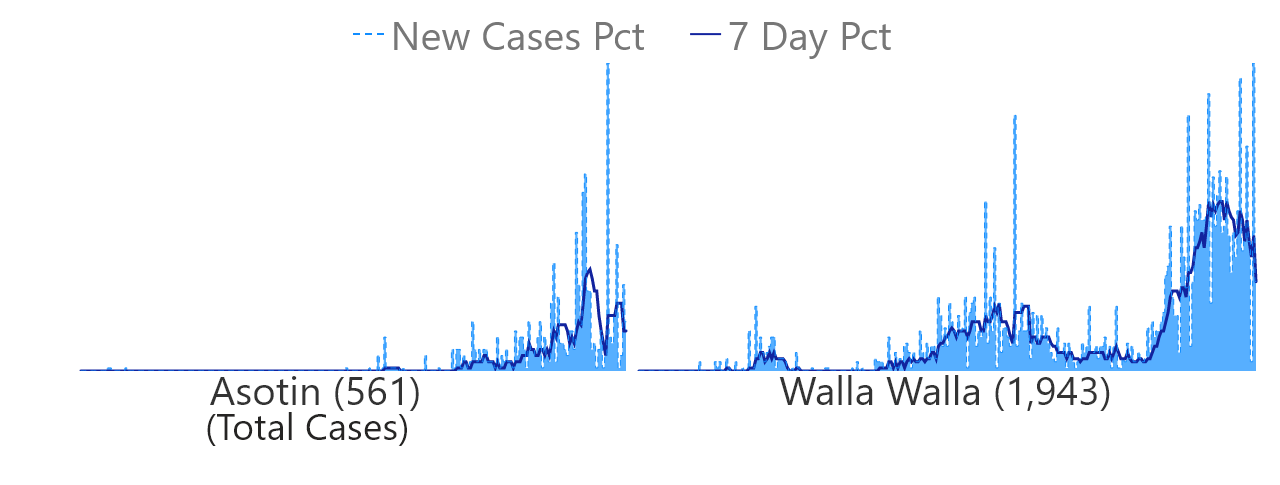 New Cases Pct 7 Day Pct
Asotin (561) Walla Walla (1,943)
(Total Cases)